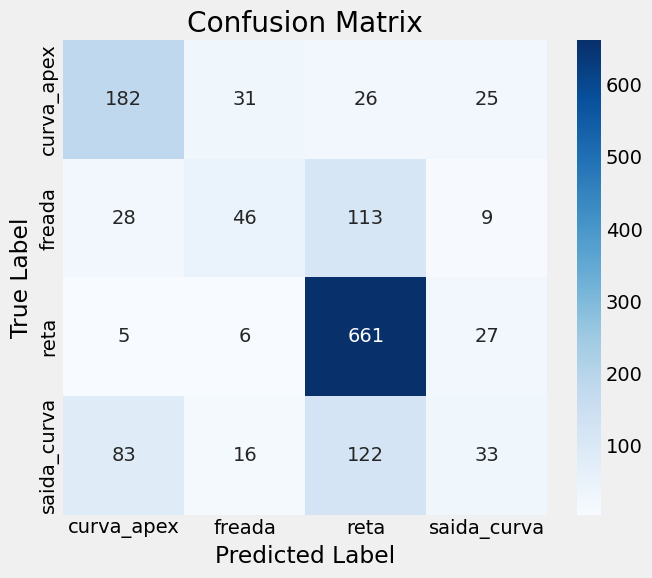 Confusion Matrix
True Label
curva_apex
182 31 26 25
freada
28 46 113 9
reta
5 6 661 27
saida_curva
83 16 122 33
curva_apex freada reta saida_curva
Predicted Label
600
500
400
300
200
100